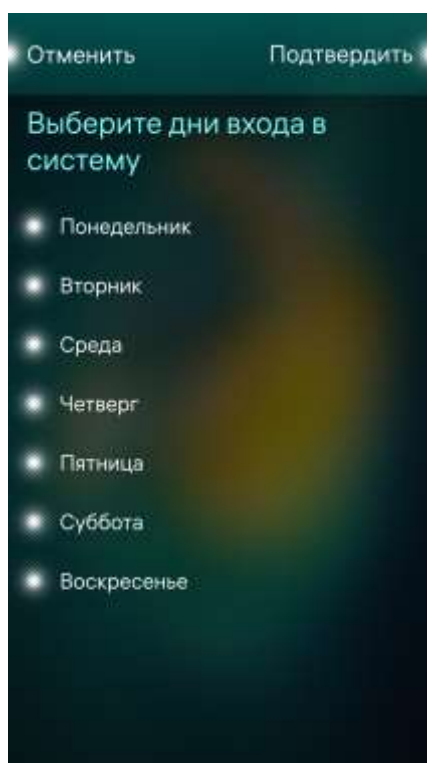 Отменить Подтвердить
Выберите дни входа в
систему
Понедельник
Вторник
Среда
Четверг
Пятница
Суббота
Воскресенье